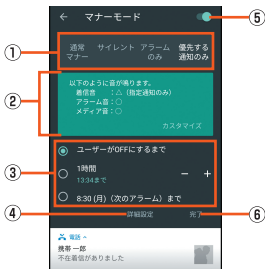 ← マナーモード
⑤
①
通常
マナー
サイレント
アラーム
のみ
優先する
通知のみ
②
以下のように音が鳴ります。
着信音 :△(指定通知のみ)
アラーム音:○
メディア音:○
カスタマイズ
③
ユーザーがOFFにするまで
1時間
13:34まで
− +
8:30 (月) (次のアラーム) まで
④
詳細設定
完了
⑥
電話
携帯 一郎
不在着信がありました